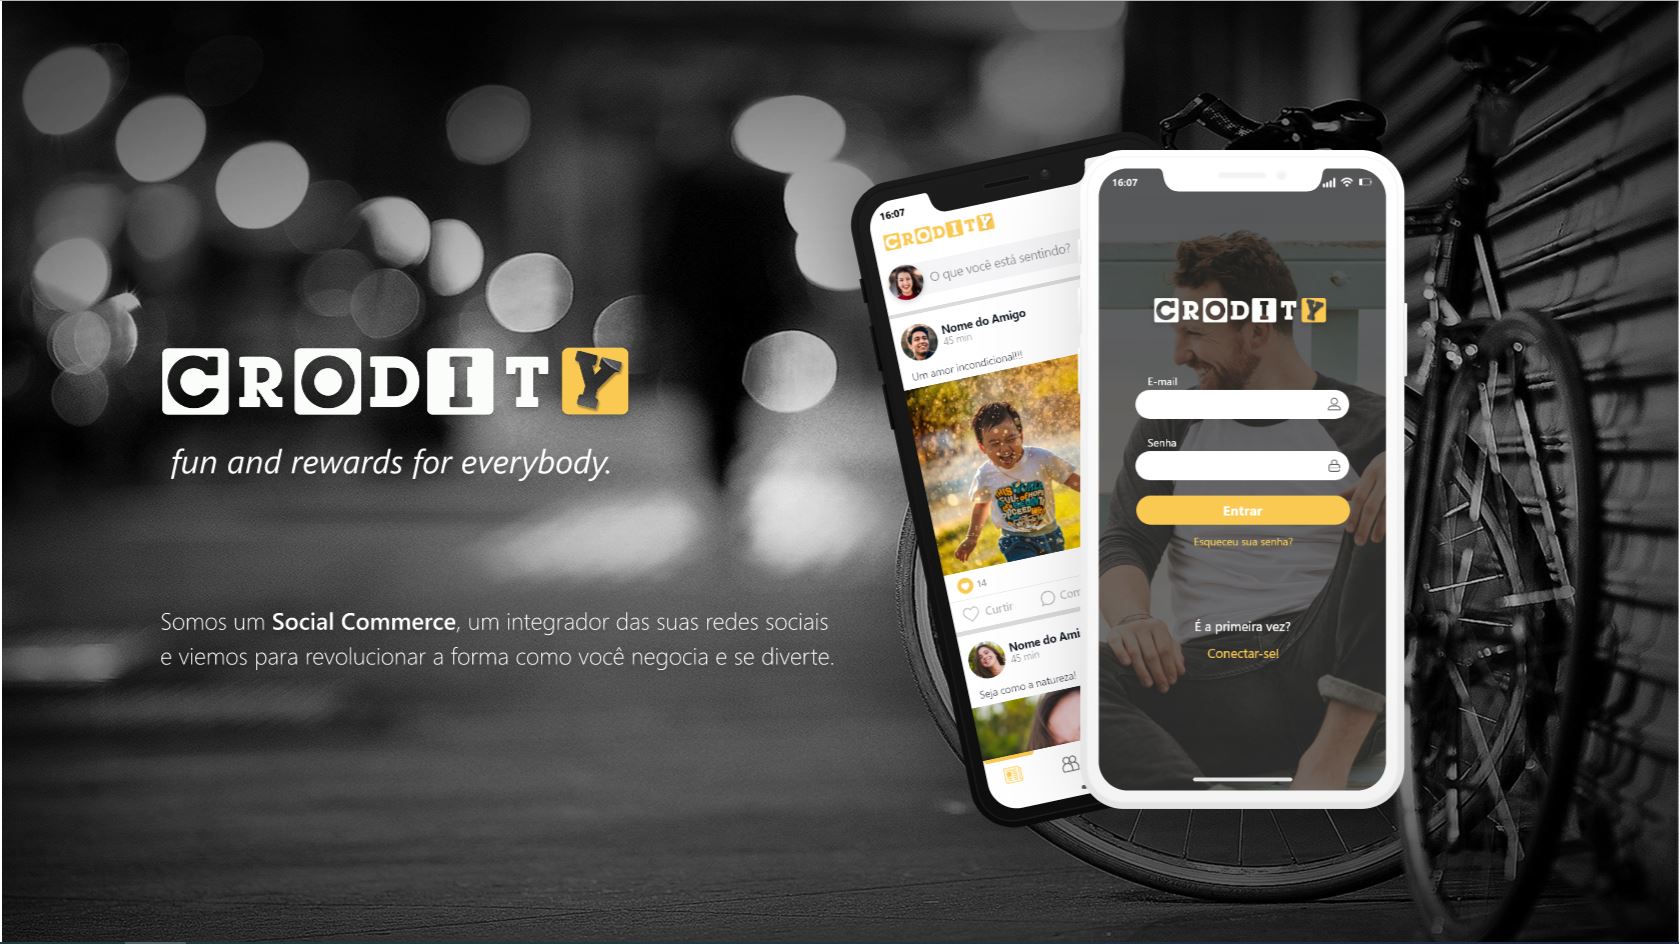 CRODITY
fun and rewards for everybody.
Somos um Social Commerce, um integrador das suas redes sociais
e viemos para revolucionar a forma como você negocia e se diverte.
16:07
CRODITY
O que você está sentindo?
Nome do Amigo
45 min
Um amor incondicional!!!
14
Curtir
Com
Nome do Ami
45 min
Seja como a natureza!
16:07
CRODITY
E-mail
Senha
Entrar
Esqueceu sua senha?
É a primeira vez?
Conectar-se!